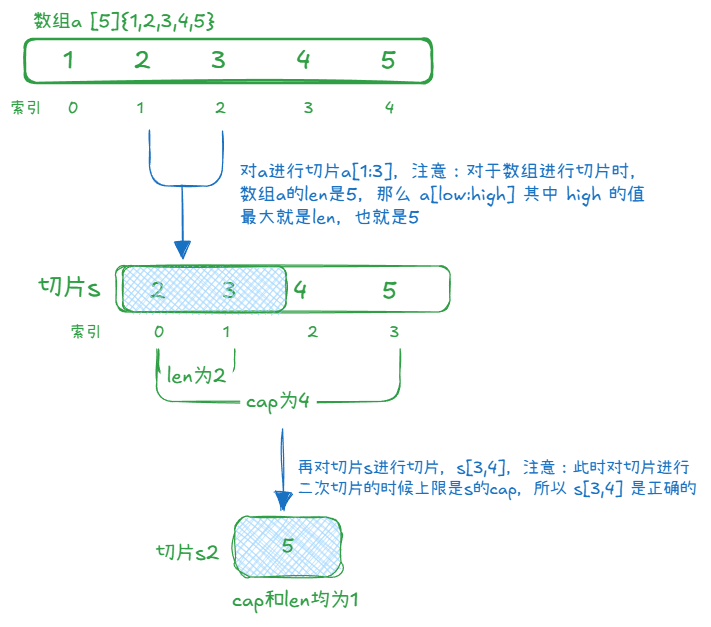 数组a [5]{1,2,3,4,5}
1 2 3 4 5
索引 0 1 2 3 4
对a进行切片a[1:3]，注意：对于数组进行切片时，
数组a的len是5，那么 a[low:high] 其中 high 的值
最大就是len，也就是5
切片s 2 3 4 5
索引 0 1 2 3
len为2
cap为4
再对切片s进行切片，s[3,4]，注意：此时对切片进行
二次切片的时候上限是s的cap，所以 s[3,4] 是正确的
切片s2 5
cap和len均为1